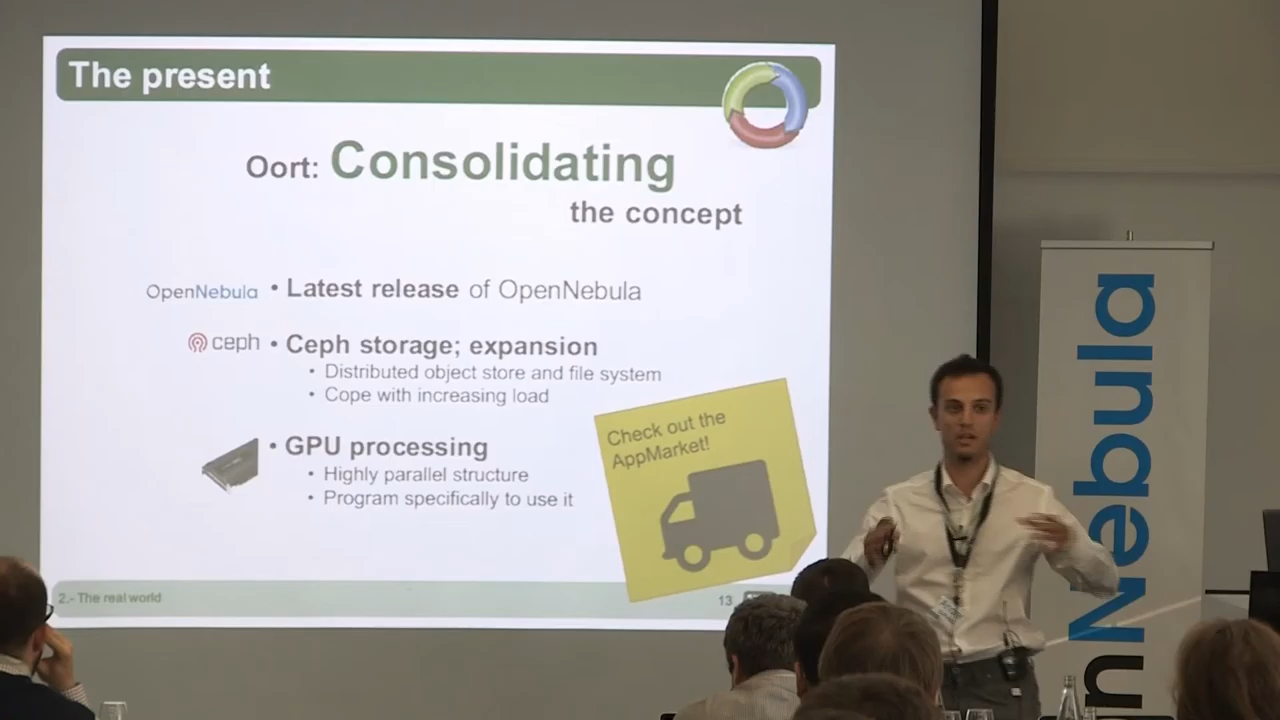 The present
Oort: Consolidating
the concept
OpenNebula • Latest release of OpenNebula
ceph • Ceph storage; expansion
• Distributed object store and file system
• Cope with increasing load
• GPU processing
• Highly parallel structure
• Program specifically to use it
Check out the
AppMarket!
2.- The real world
13
nNebula